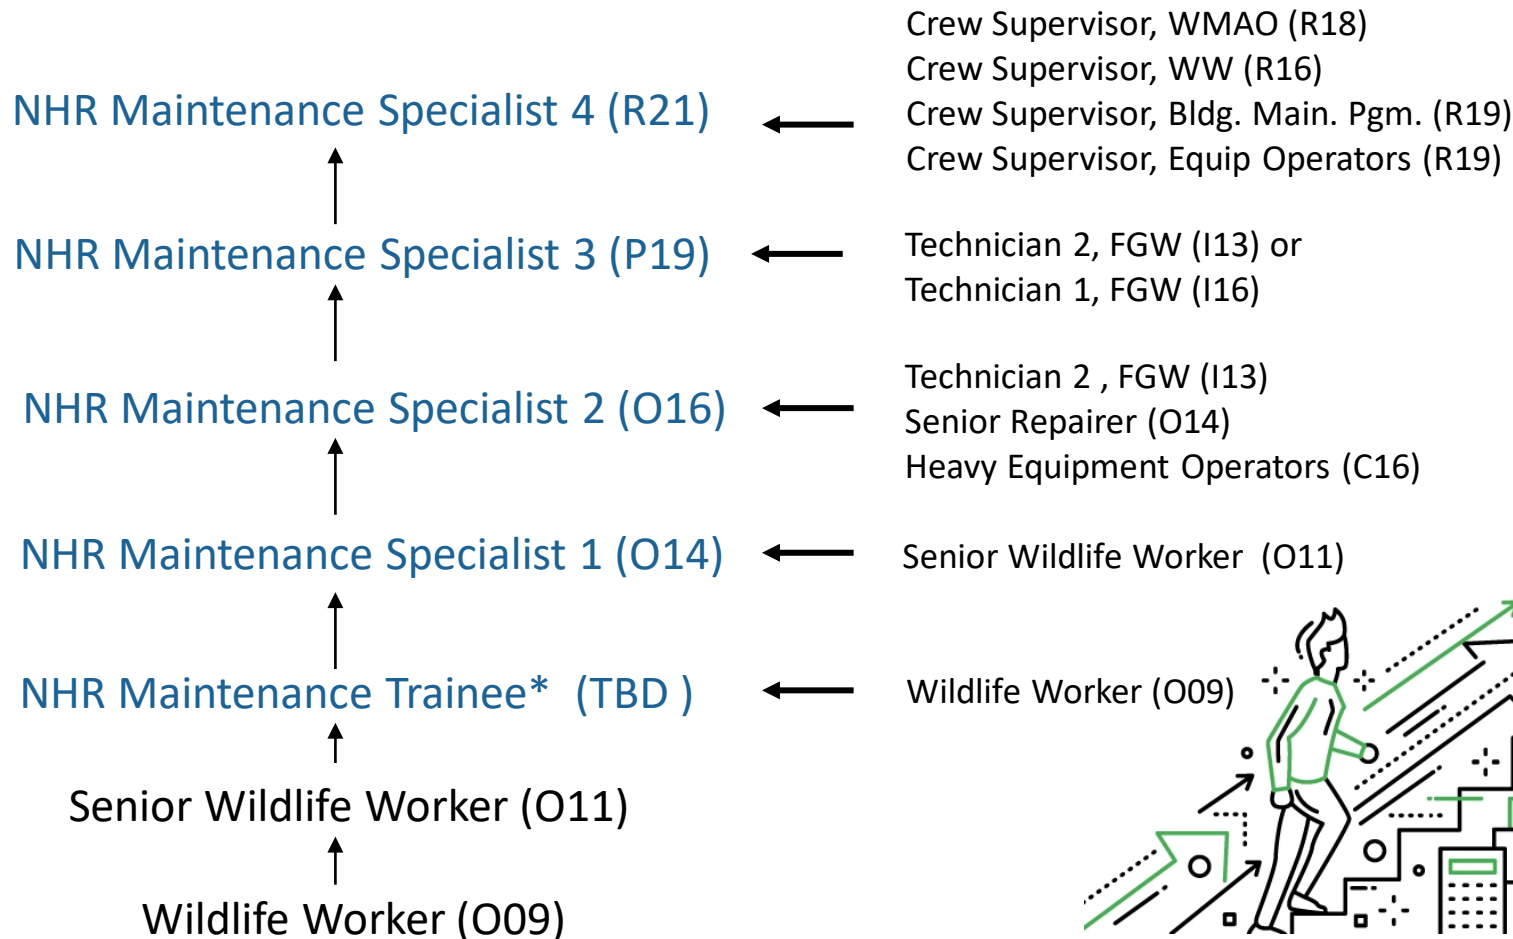 Crew Supervisor, WMAO (R18)
Crew Supervisor, WW (R16)
NHR Maintenance Specialist 4 (R21)
Crew Supervisor, Bldg. Main. Pgm. (R19)
Crew Supervisor, Equip Operators (R19)
NHR Maintenance Specialist 3 (P19)
Technician 2, FGW (I13) or
Technician 1, FGW (I16)
NHR Maintenance Specialist 2 (O16)
Technician 2 , FGW (I13)
Senior Repairer (O14)
Heavy Equipment Operators (C16)
NHR Maintenance Specialist 1 (O14)
Senior Wildlife Worker (O11)
NHR Maintenance Trainee* (TBD )
Wildlife Worker (O09)
Senior Wildlife Worker (O11)
Wildlife Worker (O09)